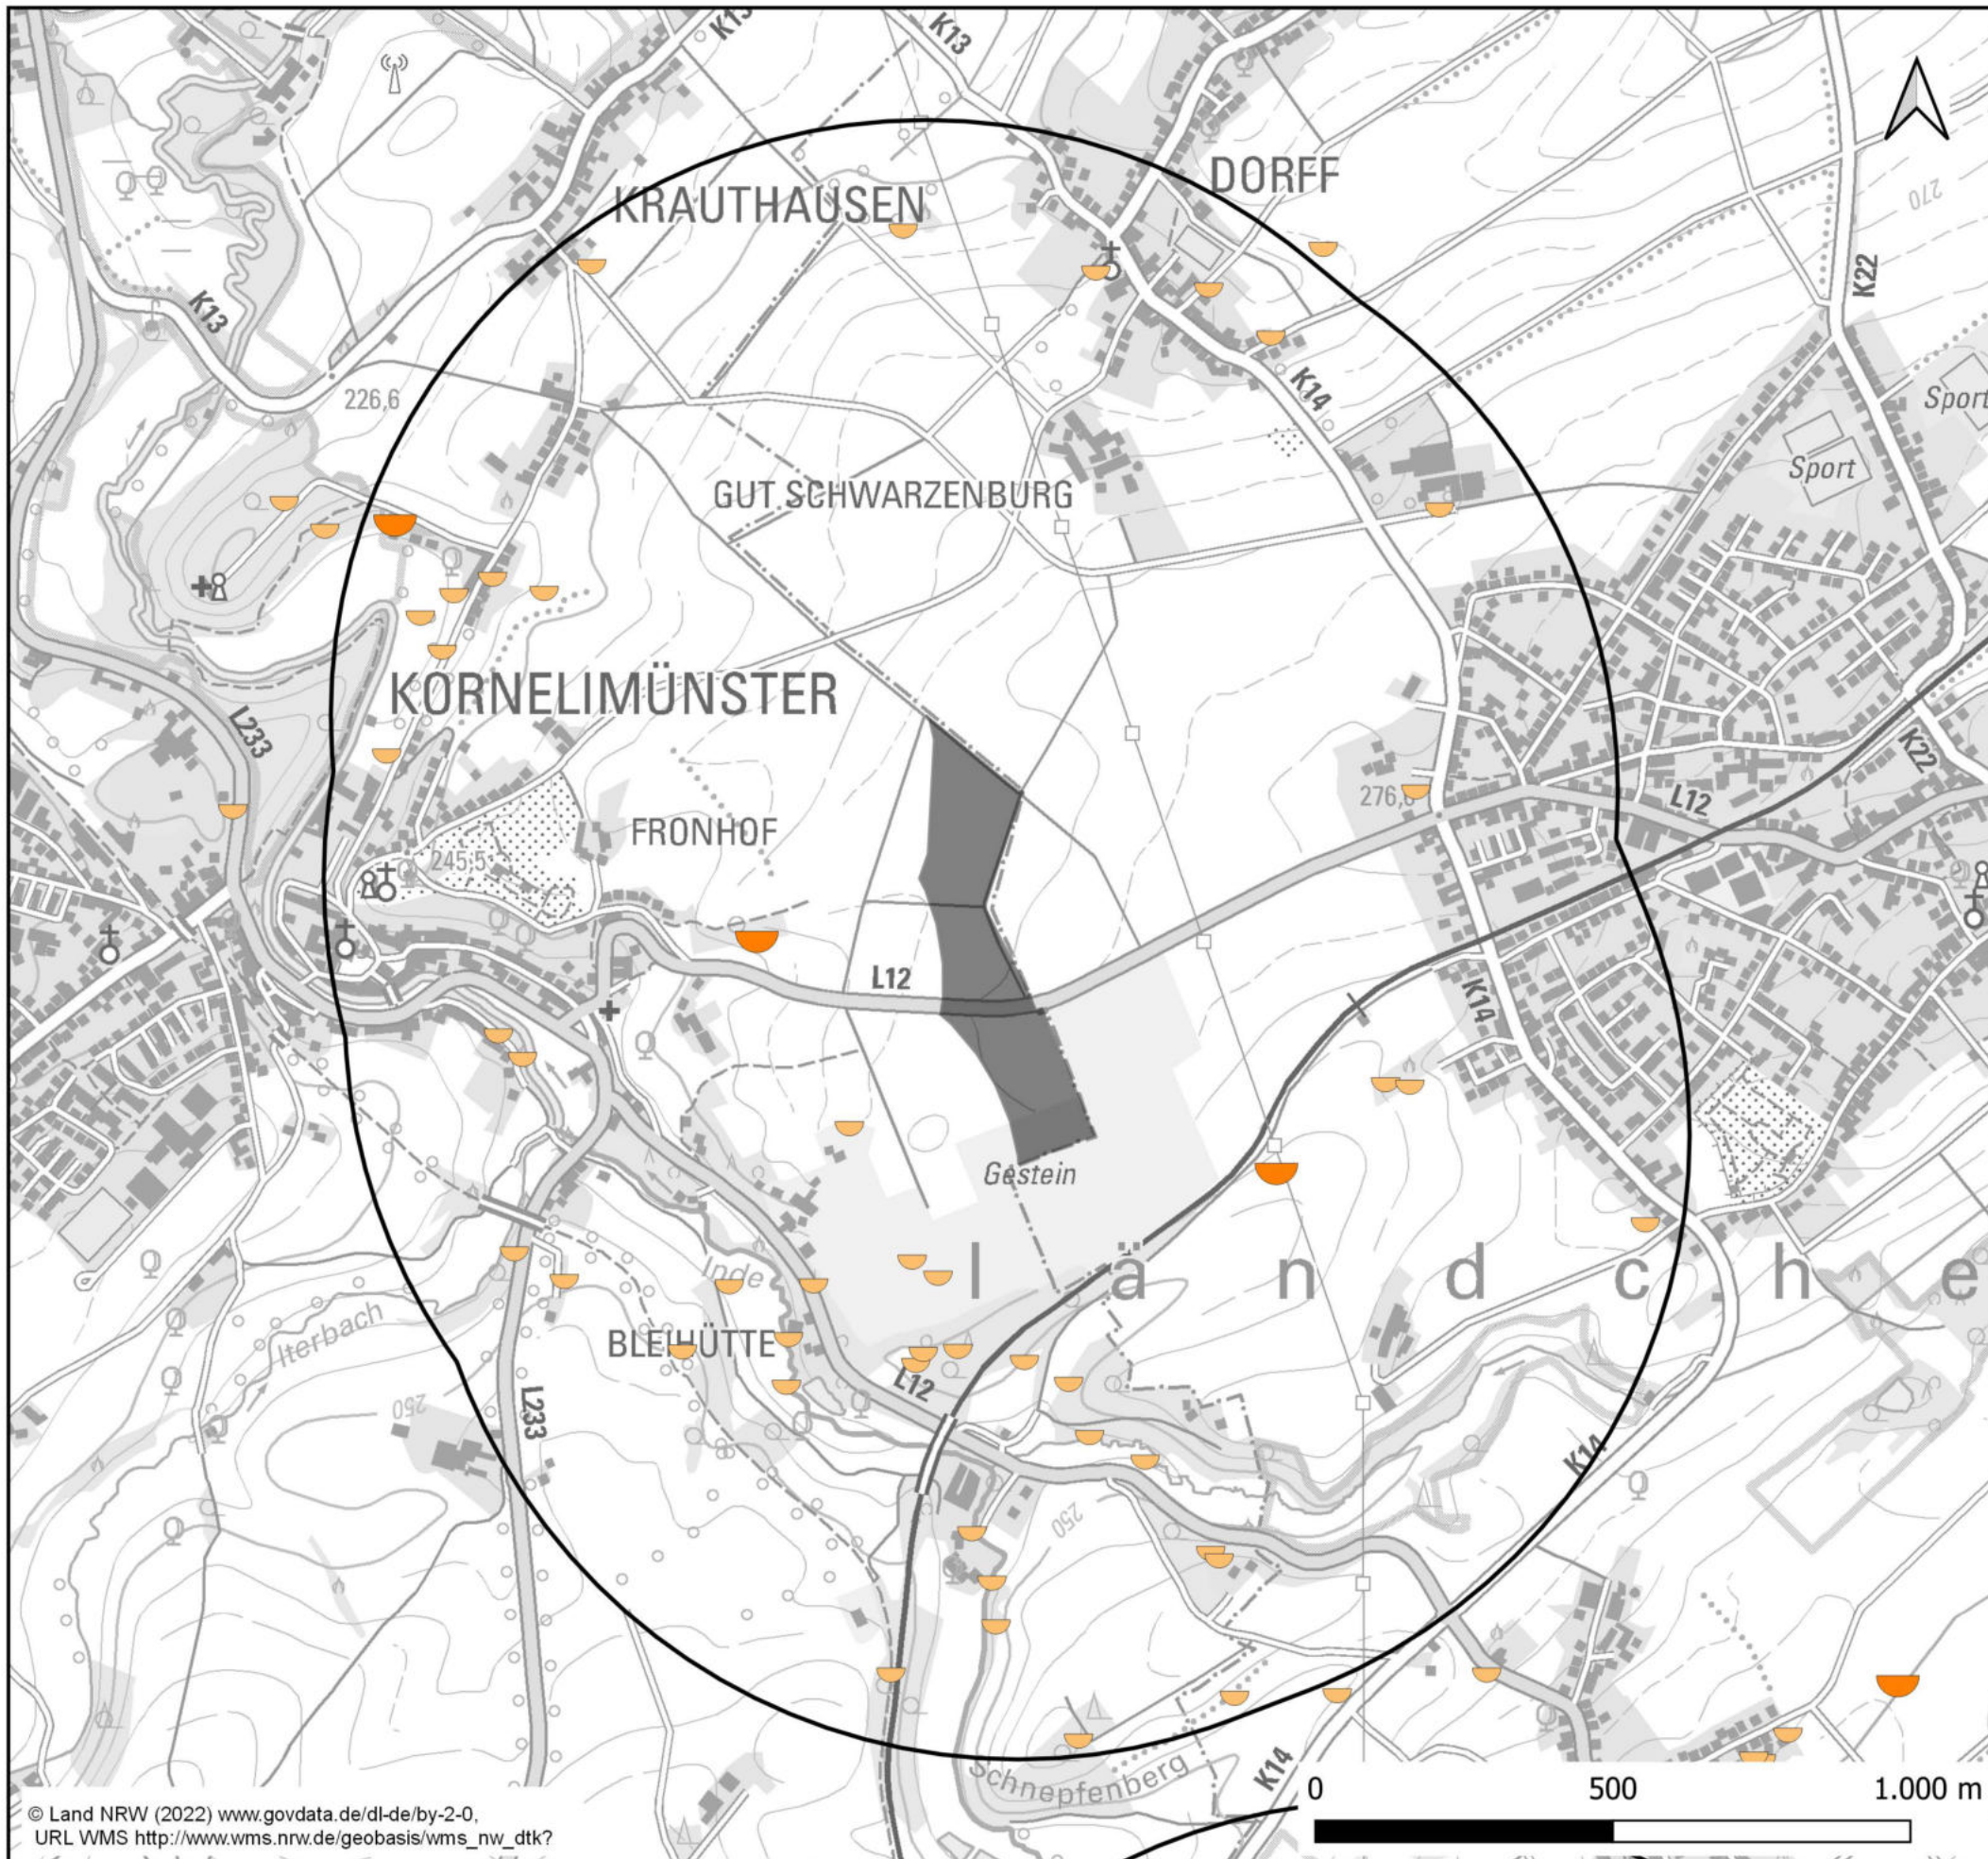 K13
K13
DORFF
KRAUTHAUSEN
270
K22
K13
226,6
K14
Sport
Sport
GUT SCHWARZENBURG
KORNELIMÜNSTER
L233
K22
276,
L12
FRONHOF
245,5
L12
K14
Gestein
l ä n d c h e
Inde
Iterbach
BLEIHÜTTE
L12
250
L233
K14
250
Schnepfenberg
K14
0 500 1.000 m
© Land NRW (2022) www.govdata.de/dl-de/by-2-0,
URL WMS http://www.wms.nrw.de/geobasis/wms_nw_dtk?